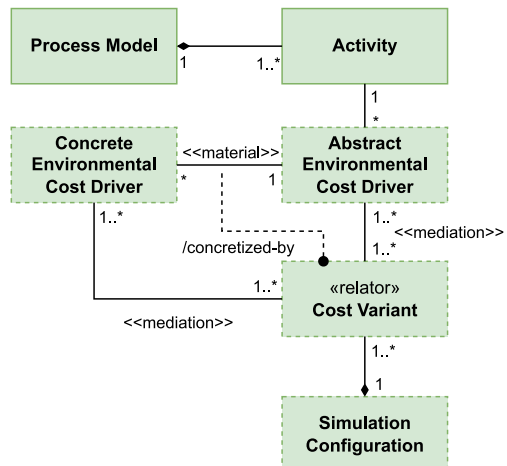 Process Model
Activity
1
1..*
1
*
Concrete
Environmental
Cost Driver
<<material>>
*
1
Abstract
Environmental
Cost Driver
1..*
1..*
<<mediation>>
1..*
/concretized-by
1..*
<<mediation>>
«relator»
Cost Variant
1..*
1
Simulation
Configuration